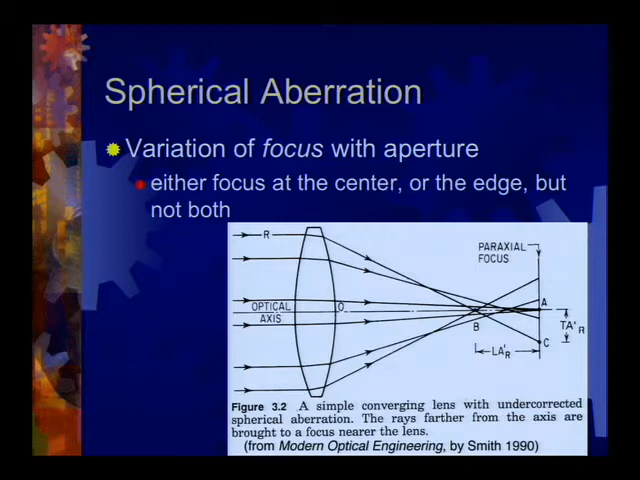 Spherical Aberration
Variation of focus with aperture
either focus at the center, or the edge, but
not both
R
PARAXIAL
FOCUS
OPTICAL
AXIS
O
A
B
C
TA'R
LA'R
Figure 3.2 A simple converging lens with undercorrected
spherical aberration. The rays farther from the axis are
brought to a focus nearer the lens.
(from Modern Optical Engineering, by Smith 1990)